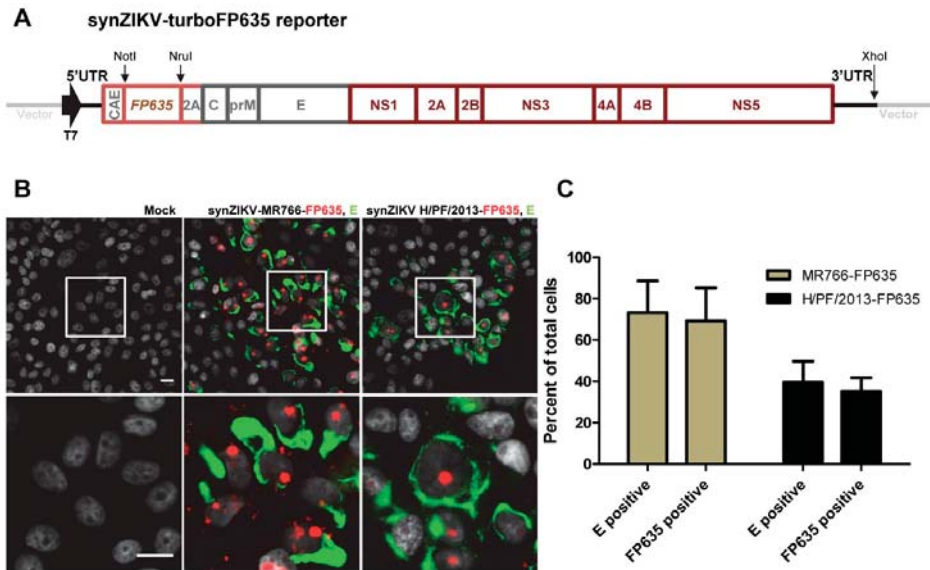 A
synZIKV-turboFP635 reporter
NotI NruI XhoI
5'UTR 3'UTR
Vector T7 CAE FP635 2A C prM E NS1 2A 2B NS3 4A 4B NS5 Vector
B
Mock
synZIKV-MR766-FP635, E
synZIKV H/PF/2013-FP635, E
C
Percent of total cells
100
80
60
40
20
0
MR766-FP635
H/PF/2013-FP635
E positive
FP635 positive
E positive
FP635 positive